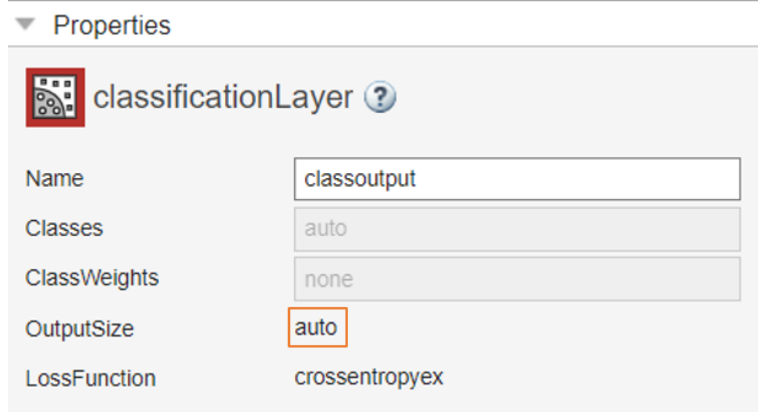 Properties
classificationLayer ?
Name classoutput
Classes auto
ClassWeights none
OutputSize auto
LossFunction crossentropyex